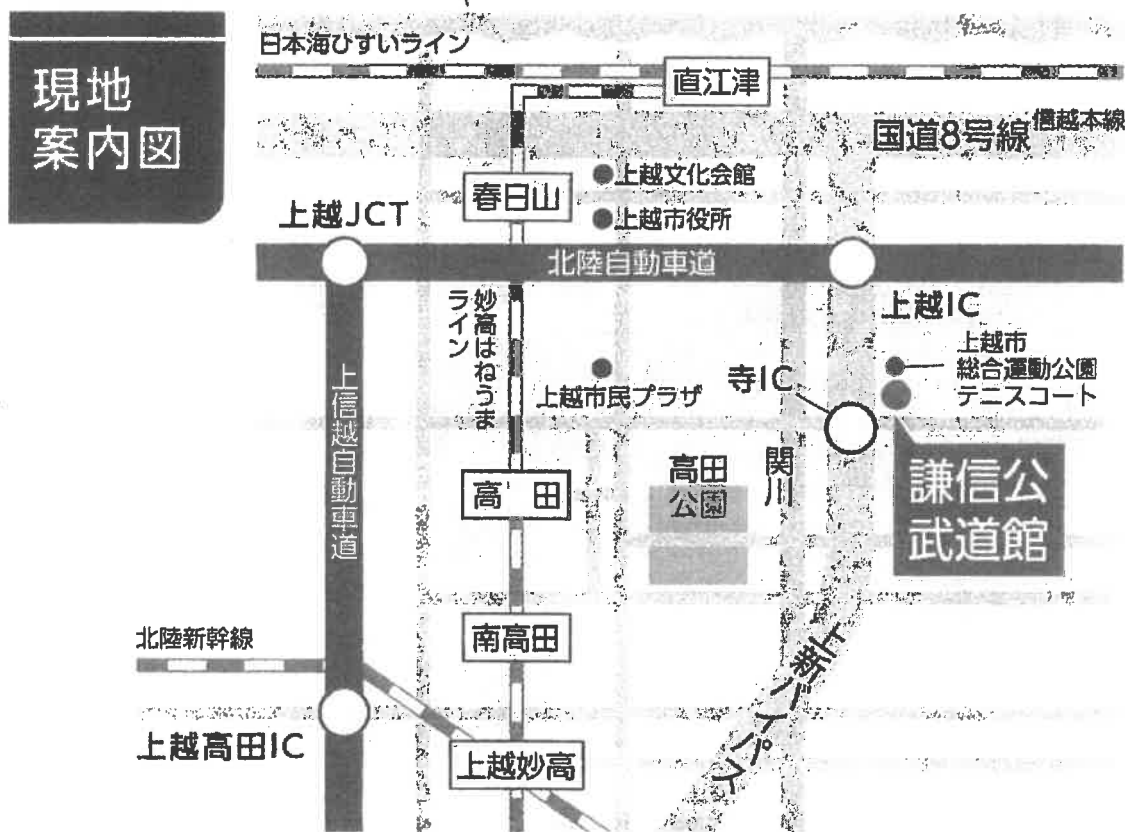 現地
案内図
日本海ひすいライン
直江津
信越本線
国道8号線
春日山
上越文化会館
上越市役所
上越JCT
北陸自動車道
上越IC
妙高はねうま
ライン
上越市
総合運動公園
テニスコート
上越市民プラザ
寺IC
上信越自動車道
高田
高田
公園
関川
謙信公
武道館
南高田
北陸新幹線
上新バイパス
上越高田IC
上越妙高